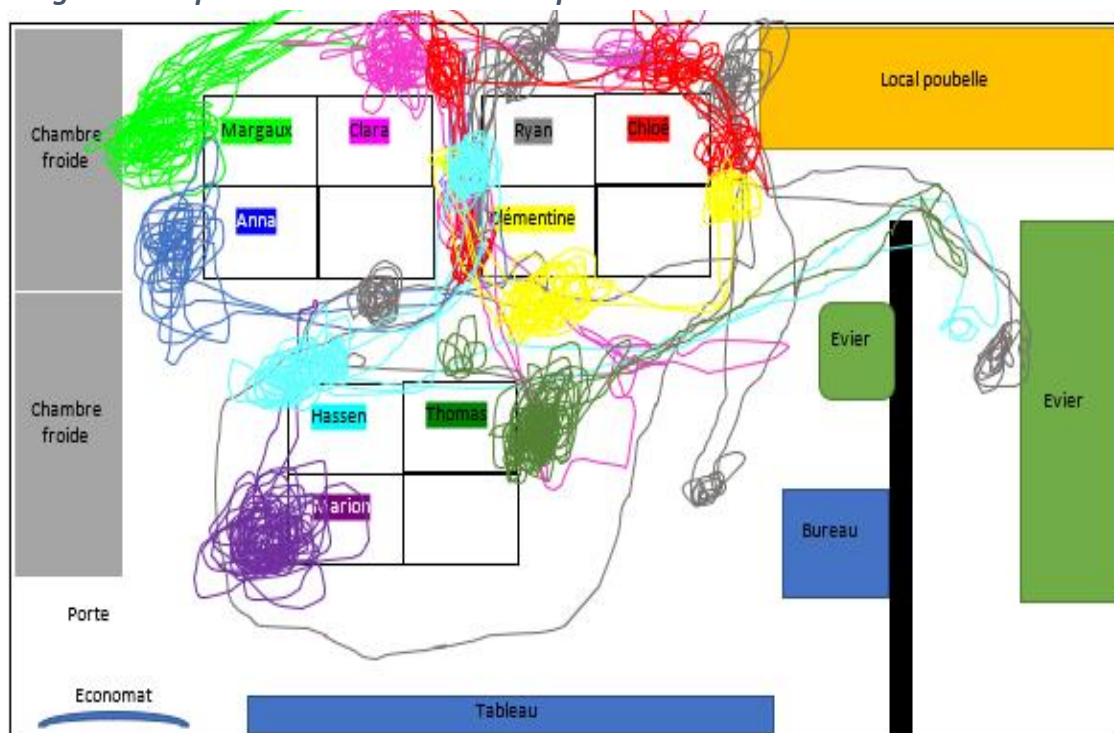 Local poubelle
Chambre
froide
Margaux
Clara
Ryan
Chloé
Anna
Clémentine
Evier
Chambre
froide
Hassen
Thomas
Evier
Marion
Bureau
Porte
Economat
Tableau